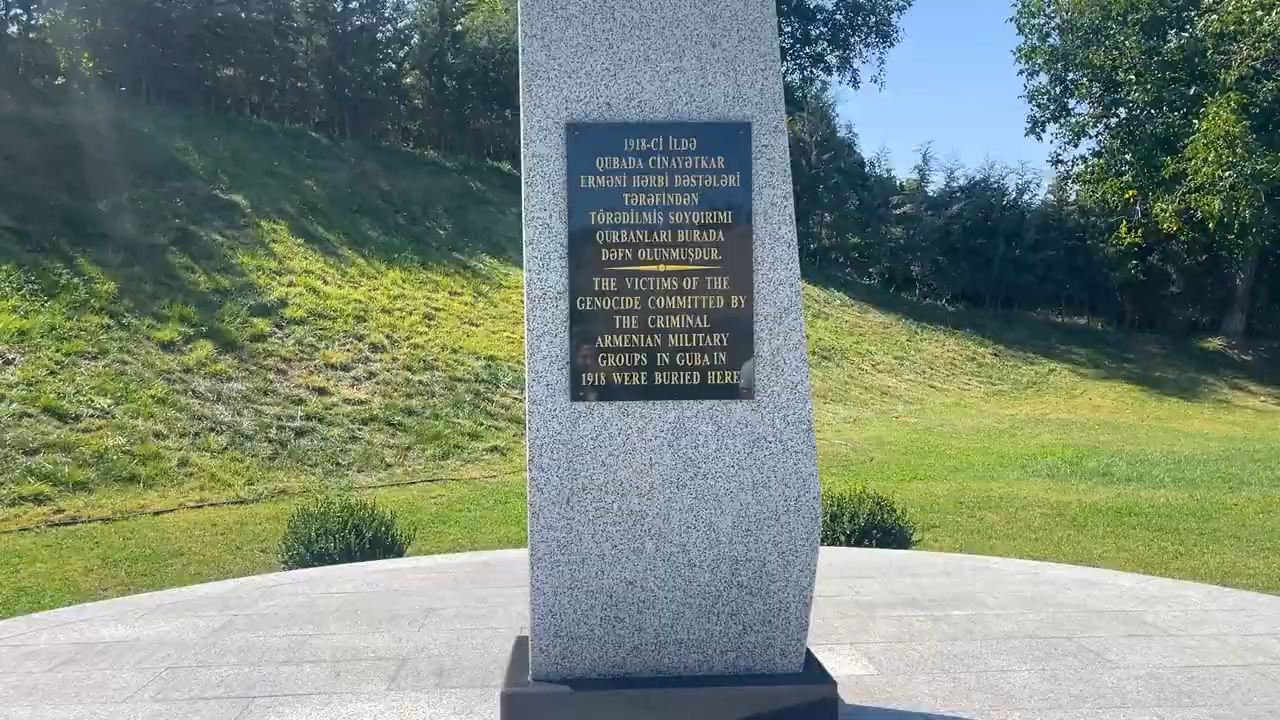 1918-Cİ İLDƏ
QUBADA CİNAYƏTKAR
ERMƏNİ HƏRBİ DƏSTƏLƏRİ
TƏRƏFİNDƏN
TÖRƏDİLMİŞ SOYQIRIMI
QURBANLARI BURADA
DƏFN OLUNMUŞDUR.
THE VICTIMS OF THE
GENOCIDE COMMITTED BY
THE CRIMINAL
ARMENIAN MILITARY
GROUPS IN GUBA IN
1918 WERE BURIED HERE